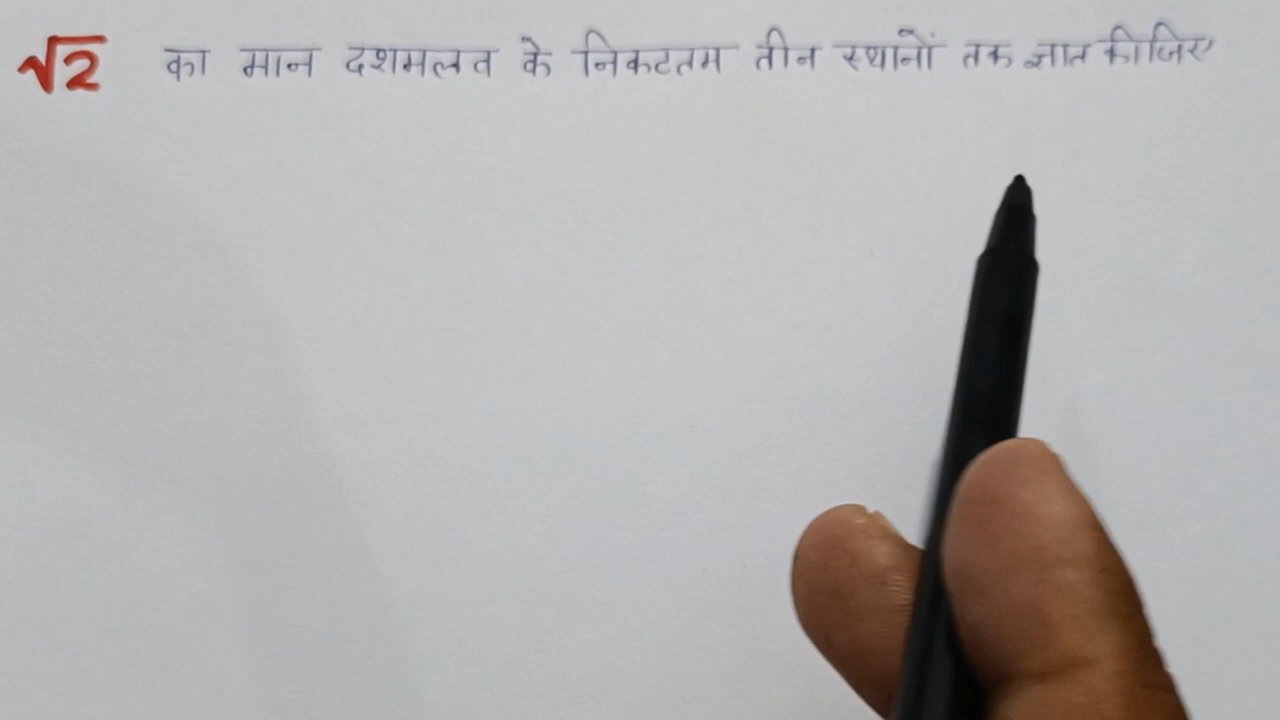 √2 का मान दशमलव के निकटतम तीन स्थानों तक ज्ञात कीजिए